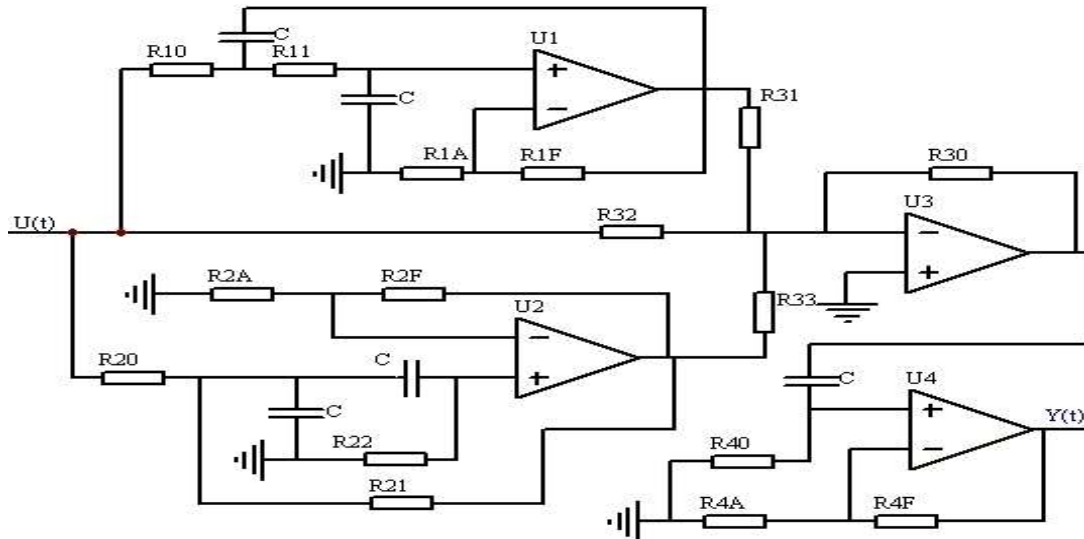 C
R10
R11
U1
C
R31
R1A
R1F
R30
U(t)
R32
U3
R2A
R2F
U2
R33
R20
C
C
C
U4
Y(t)
R22
R40
R21
R4A
R4F